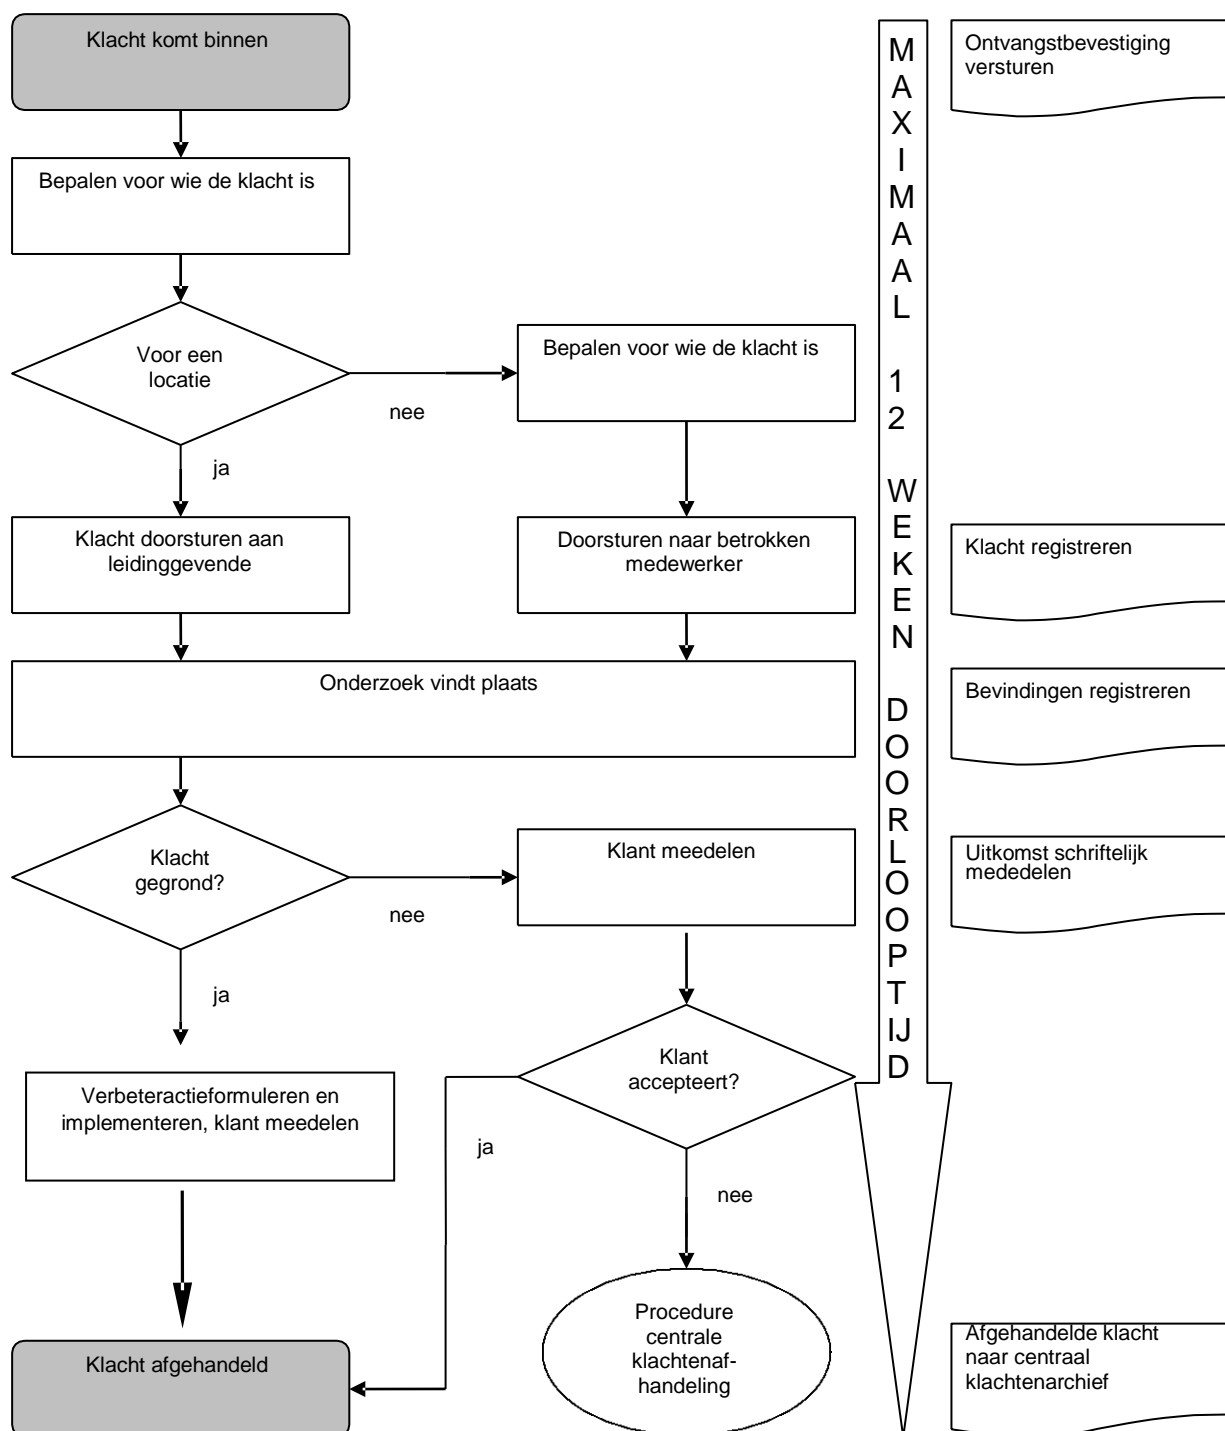 Klacht komt binnen
Bepalen voor wie de klacht is
Voor een
locatie
nee
ja
Bepalen voor wie de klacht is
Klacht doorsturen aan
leidinggevende
Doorsturen naar betrokken
medewerker
Onderzoek vindt plaats
Klacht
gegrond?
nee
ja
Klant meedelen
Klant
accepteert?
ja
nee
Verbeteractieformuleren en
implementeren, klant meedelen
Klacht afgehandeld
Procedure
centrale
klachtenaf-
handeling
MAXIMAAL 12 WEKEN DOORLOOPTIJD
Ontvangstbevestiging
versturen
Klacht registreren
Bevindingen registreren
Uitkomst schriftelijk
mededelen
Afgehandelde klacht
naar centraal
klachtenarchief